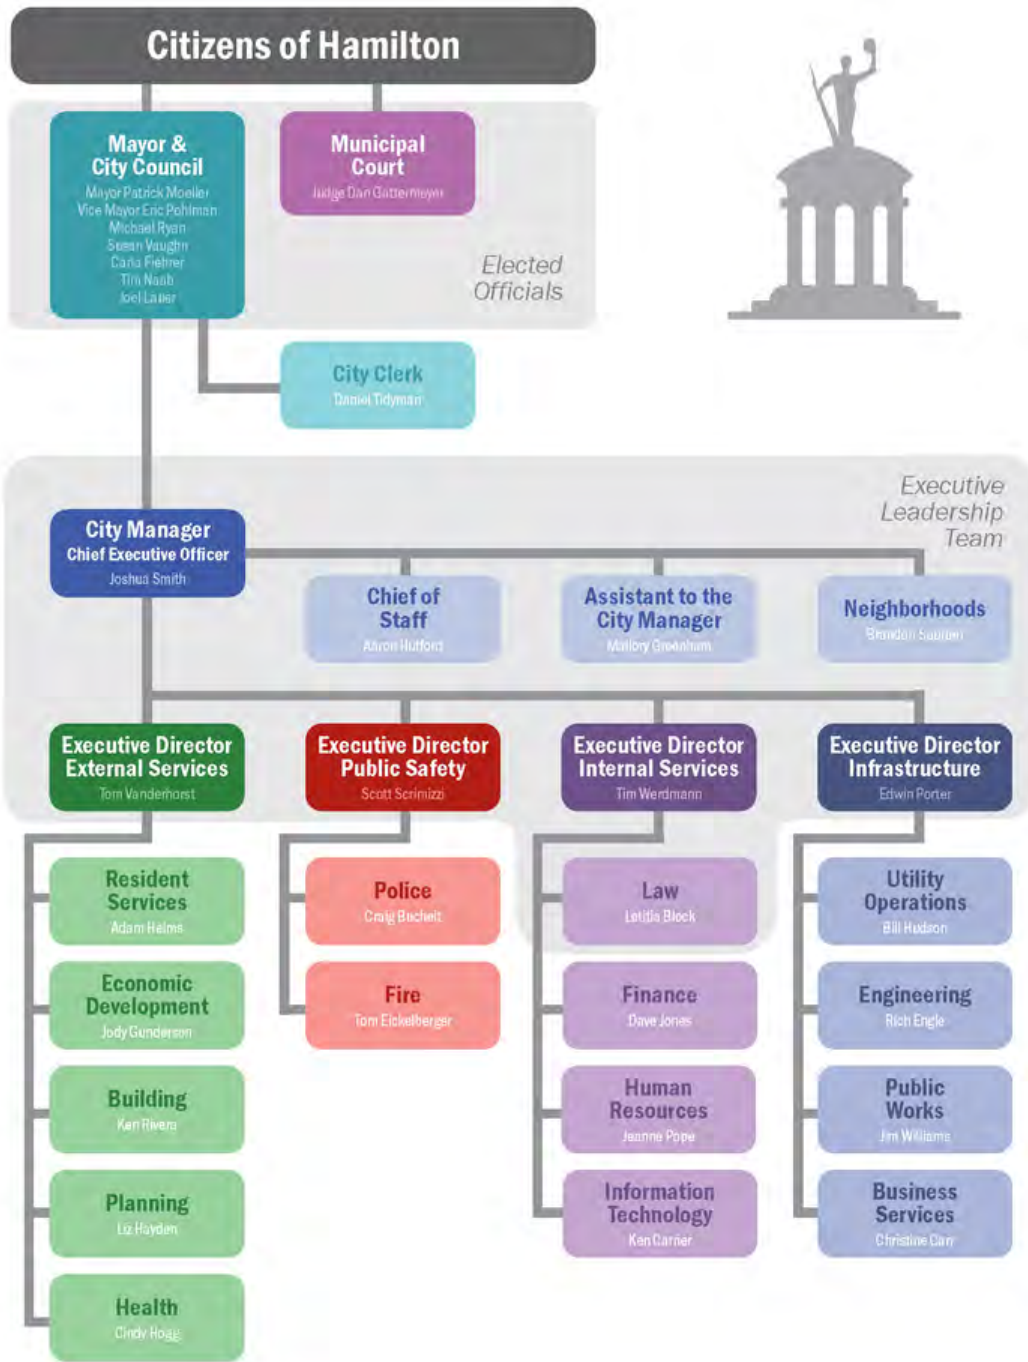 Citizens of Hamilton
Mayor &
City Council
Mayor Patrick Moeller
Vice Mayor Eric Pohlman
Michael Ryan
Susan Vaughn
Carla Fiehrer
Tim Naab
Joel Lauer
Municipal
Court
Judge Dan Gattermeyer
Elected
Officials
City Clerk
Daniel Tidyman
Executive
Leadership
Team
City Manager
Chief Executive Officer
Joshua Smith
Chief of
Staff
Aaron Hufford
Assistant to the
City Manager
Mallory Greenham
Neighborhoods
Brandon Saurber
Executive Director
External Services
Tom Vanderhorst
Executive Director
Public Safety
Scott Scrimizzi
Executive Director
Internal Services
Tim Werdmann
Executive Director
Infrastructure
Edwin Porter
Resident
Services
Adam Helms
Economic
Development
Jody Gunderson
Building
Ken Rivera
Planning
Liz Hayden
Health
Cindy Hogg
Police
Craig Bucheit
Fire
Tom Eickelberger
Law
Letitia Block
Finance
Dave Jones
Human
Resources
Jeanne Pope
Information
Technology
Ken Carrier
Utility
Operations
Bill Hudson
Engineering
Rich Engle
Public
Works
Jim Williams
Business
Services
Christine Carr